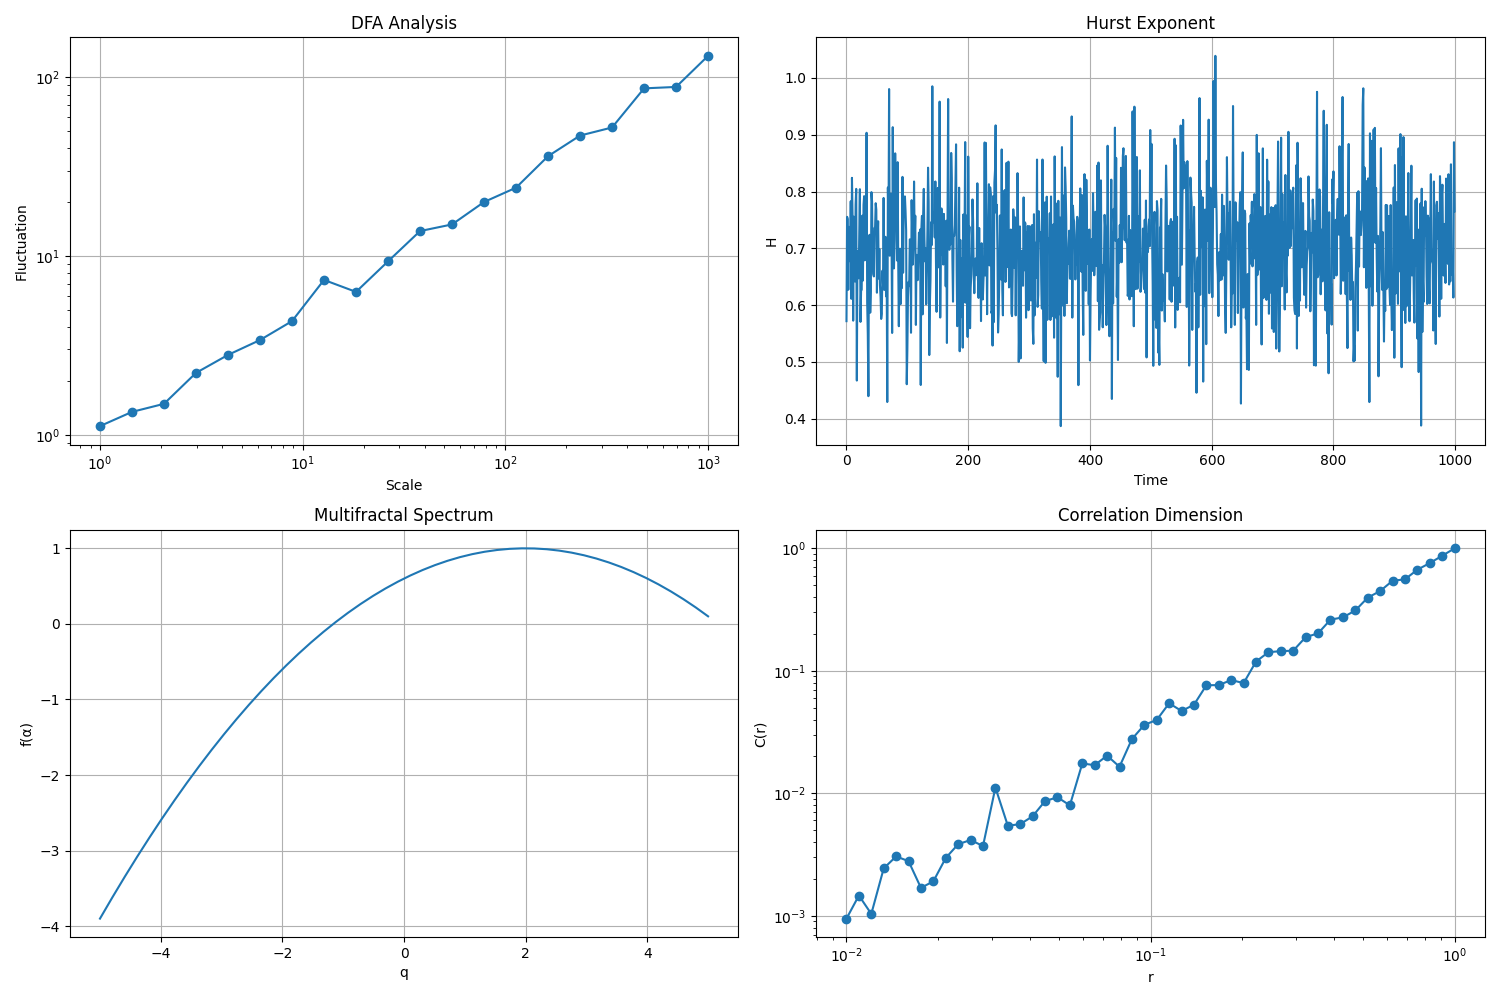 DFA Analysis
Fluctuation
10²
10¹
10⁰
10⁰ 10¹ 10² 10³
Scale
Hurst Exponent
H
1.0
0.9
0.8
0.7
0.6
0.5
0.4
0 200 400 600 800 1000
Time
Multifractal Spectrum
f(α)
1
0
−1
−2
−3
−4
−4 −2 0 2 4
q
Correlation Dimension
C(r)
10⁰
10⁻¹
10⁻²
10⁻³
10⁻² 10⁻¹ 10⁰
r